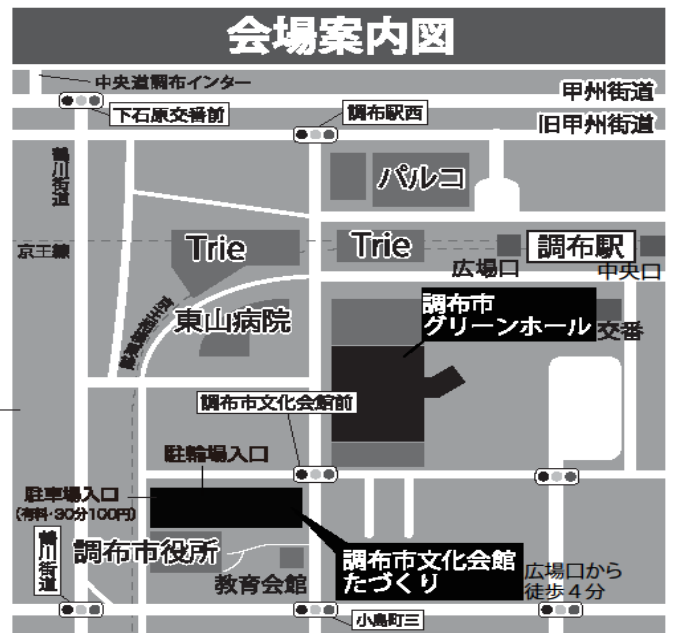 会場案内図
中央道調布インター
甲州街道
下石原交番前
調布駅西
旧甲州街道
鶴川街道
パルコ
京王線
Trie
Trie
調布駅
広場口
中央口
東山病院
調布市
グリーンホール
交番
京王相模原線
調布市文化会館前
駐輪場入口
駐車場入口
(有料・30分100円)
鶴川街道
調布市役所
教育会館
調布市文化会館
たづくり
広場口から
徒歩4分
小島町三